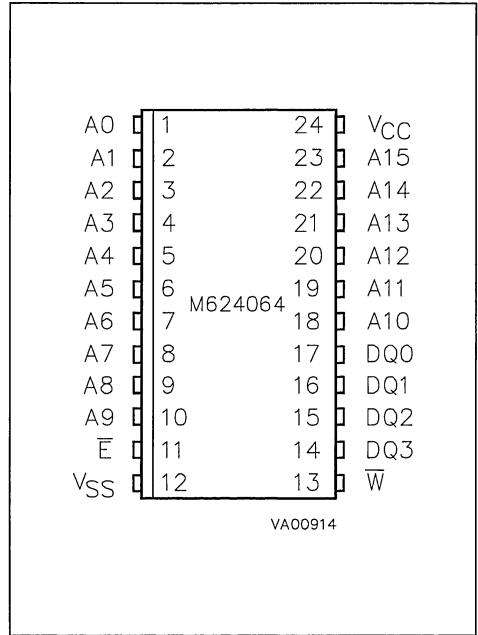 A0 1 24 VCC
A1 2 23 A15
A2 3 22 A14
A3 4 21 A13
A4 5 20 A12
A5 6 19 A11
M624064
A6 7 18 A10
A7 8 17 DQ0
A8 9 16 DQ1
A9 10 15 DQ2
E̅ 11 14 DQ3
VSS 12 13 W̅
VA00914